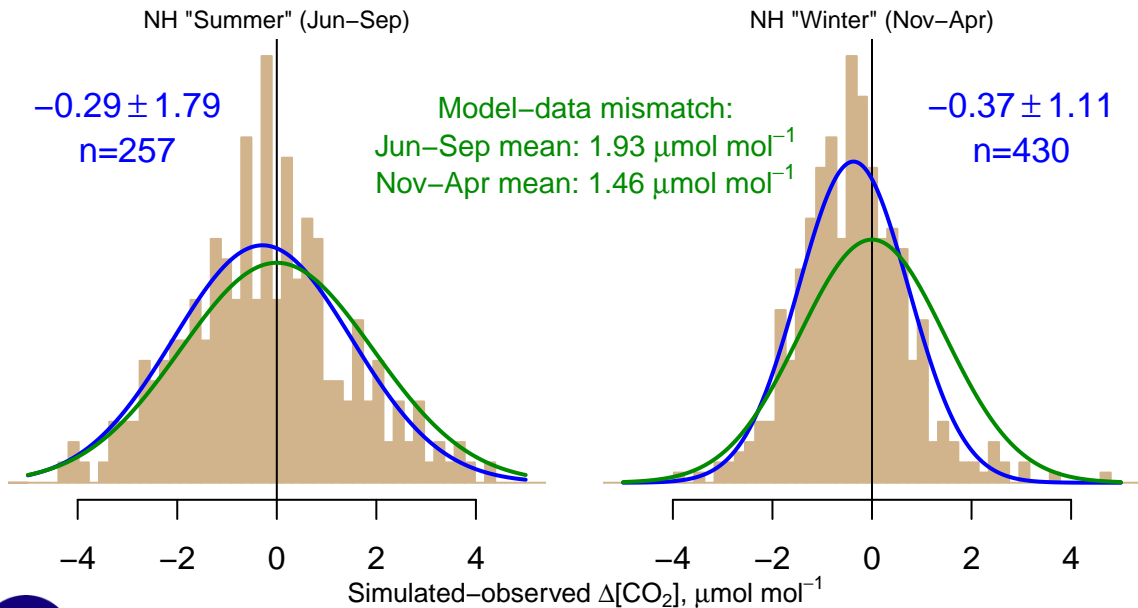 NH "Summer" (Jun−Sep)
NH "Winter" (Nov−Apr)
−0.29 ± 1.79
n=257
Model−data mismatch:
Jun−Sep mean: 1.93 μmol mol⁻¹
Nov−Apr mean: 1.46 μmol mol⁻¹
−0.37 ± 1.11
n=430
−4 −2 0 2 4
−4 −2 0 2 4
Simulated−observed Δ[CO₂], μmol mol⁻¹